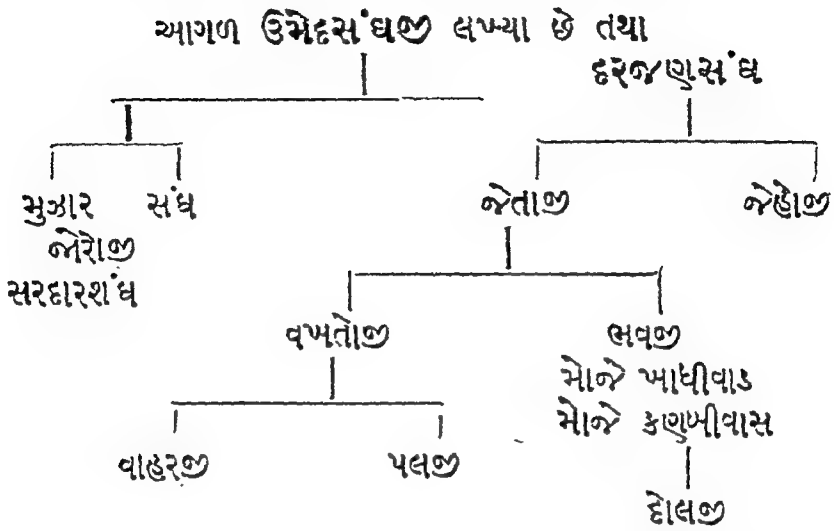 આગળ ઉમેદસંઘજી લખ્યા છે તથા
દરજણસંઘ
મુઝાર સંઘ
જોરોજી
સરદારશંઘ
જેતાજી
જેહોજી
વખતોજી
ભવજી
મોજે ખાધીવાડ
મોજે કણબીવાસ
વાહરજી
પલજી
દોલજી